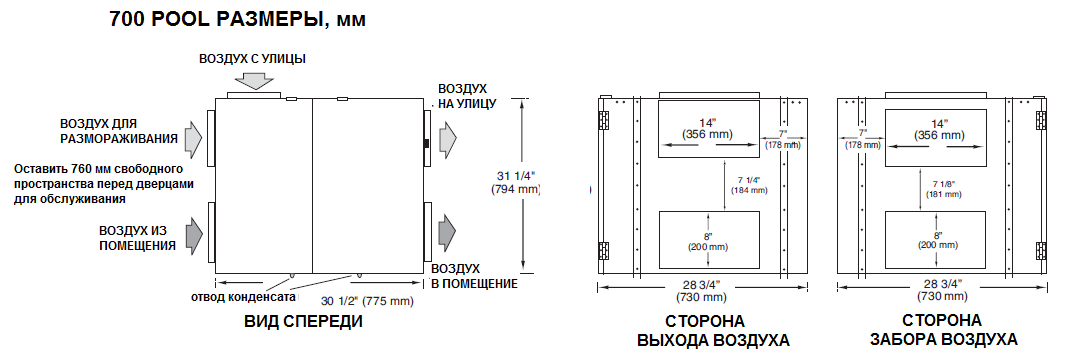 700 POOL РАЗМЕРЫ, мм
ВОЗДУХ С УЛИЦЫ
ВОЗДУХ
НА УЛИЦУ
ВОЗДУХ ДЛЯ
РАЗМОРАЖИВАНИЯ
Оставить 760 мм свободного
пространства перед дверцами
для обслуживания
31 1/4"
(794 mm)
ВОЗДУХ ИЗ
ПОМЕЩЕНИЯ
ВОЗДУХ
В ПОМЕЩЕНИЕ
отвод конденсата
30 1/2" (775 mm)
ВИД СПЕРЕДИ
)
14"
(356 mm)
7"
(178 mm)
7 1/4"
(184 mm)
8"
(200 mm)
28 3/4"
(730 mm)
СТОРОНА
ВЫХОДА ВОЗДУХА
14"
(356 mm)
7"
(178 mm)
7 1/8"
(181 mm)
8"
(200 mm)
28 3/4"
(730 mm)
СТОРОНА
ЗАБОРА ВОЗДУХА